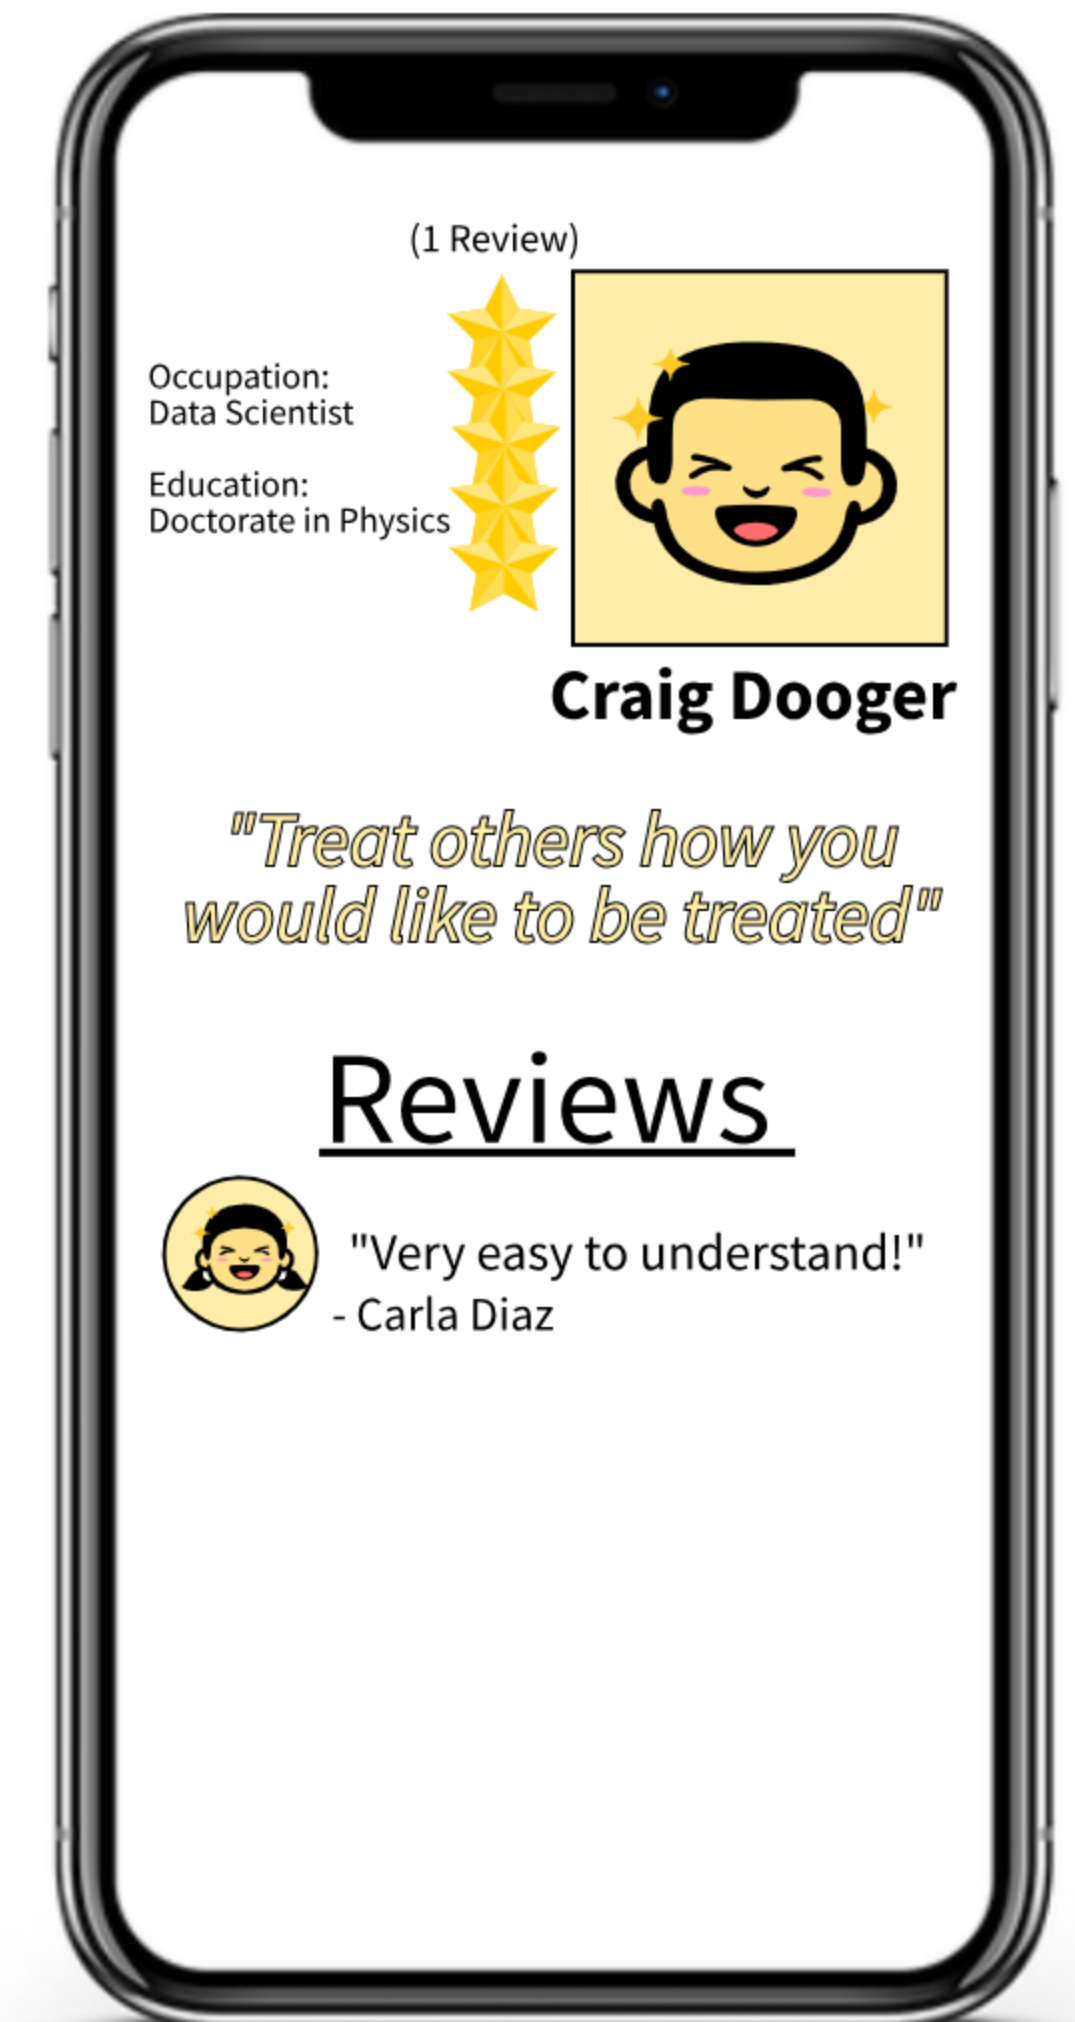 (1 Review)
Occupation:
Data Scientist
Education:
Doctorate in Physics
Craig Dooger
"Treat others how you
would like to be treated"
Reviews
"Very easy to understand!"
- Carla Diaz